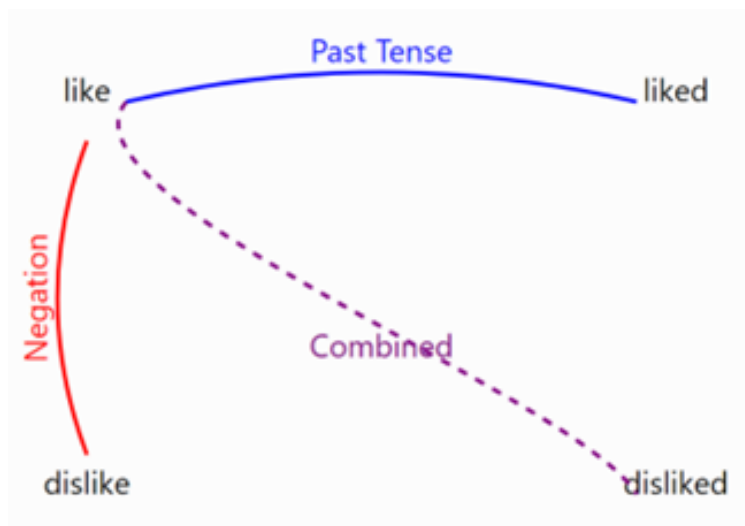 Past Tense
like
liked
Negation
Combined
dislike
disliked